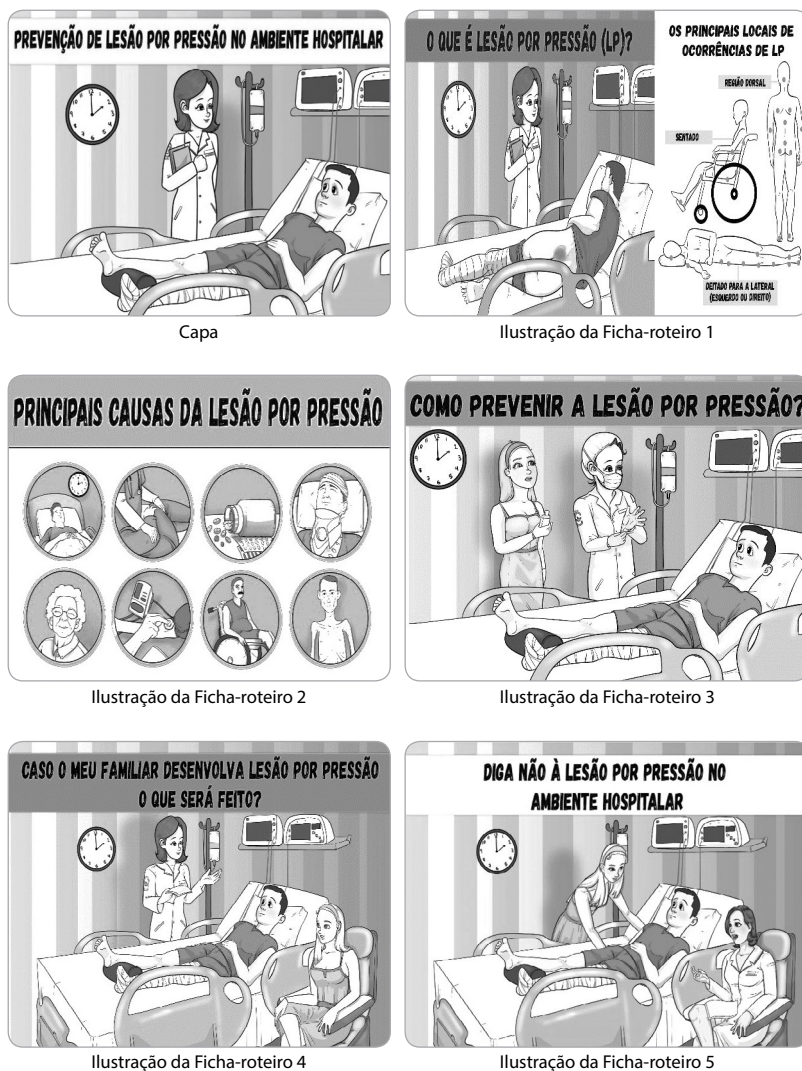 PREVENÇÃO DE LESÃO POR PRESSÃO NO AMBIENTE HOSPITALAR
Capa
O QUE É LESÃO POR PRESSÃO (LP)?
OS PRINCIPAIS LOCAIS DE
OCORRÊNCIAS DE LP
REGIÃO DORSAL
SENTADO
DEITADO PARA A LATERAL
(ESQUERDO OU DIREITO)
Ilustração da Ficha-roteiro 1
PRINCIPAIS CAUSAS DA LESÃO POR PRESSÃO
Ilustração da Ficha-roteiro 2
COMO PREVENIR A LESÃO POR PRESSÃO?
Ilustração da Ficha-roteiro 3
CASO O MEU FAMILIAR DESENVOLVA LESÃO POR PRESSÃO
O QUE SERÁ FEITO?
Ilustração da Ficha-roteiro 4
DIGA NÃO À LESÃO POR PRESSÃO NO
AMBIENTE HOSPITALAR
Ilustração da Ficha-roteiro 5